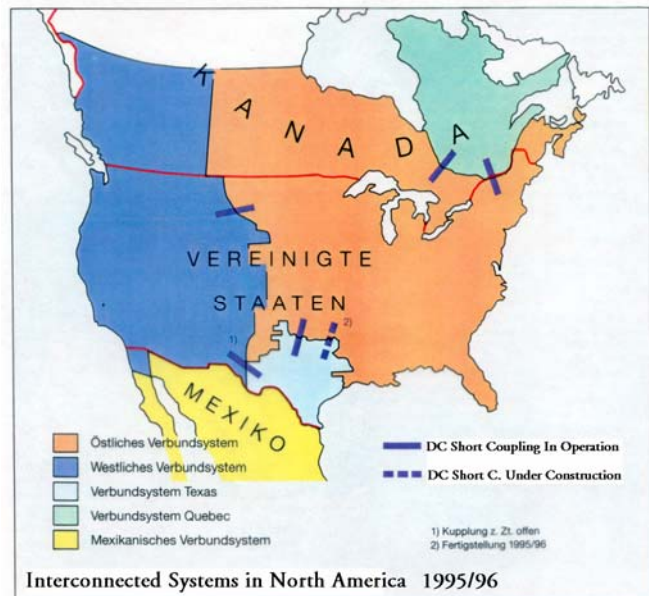 KANADA
VEREINIGTE
STAATEN
2)
1)
MEXIKO
Östliches Verbundsystem
Westliches Verbundsystem
Verbundsystem Texas
Verbundsystem Quebec
Mexikanisches Verbundsystem
DC Short Coupling In Operation
DC Short C. Under Construction
1) Kupplung z. Zt. offen
2) Fertigstellung 1995/96
Interconnected Systems in North America 1995/96